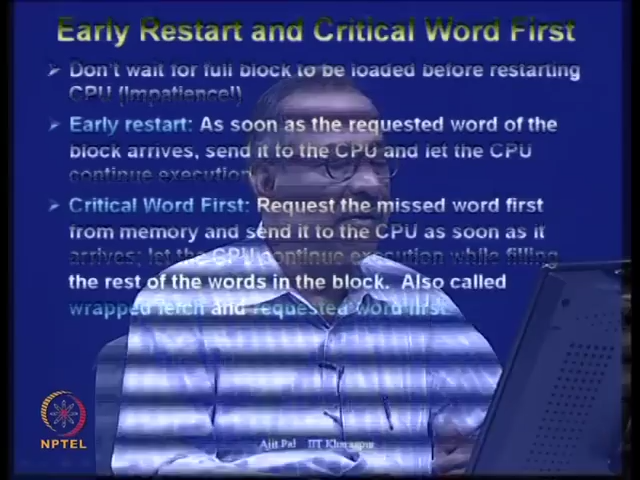 Early Restart and Critical Word First
➢ Don't wait for full block to be loaded before restarting
CPU (Impatience!)
➢ Early restart: As soon as the requested word of the
block arrives, send it to the CPU and let the CPU
continue execution
➢ Critical Word First: Request the missed word first
from memory and send it to the CPU as soon as it
arrives; let the CPU continue execution while filling
the rest of the words in the block. Also called
wrapped fetch and requested word first
NPTEL
Ajit Pal IIT Kharagpur